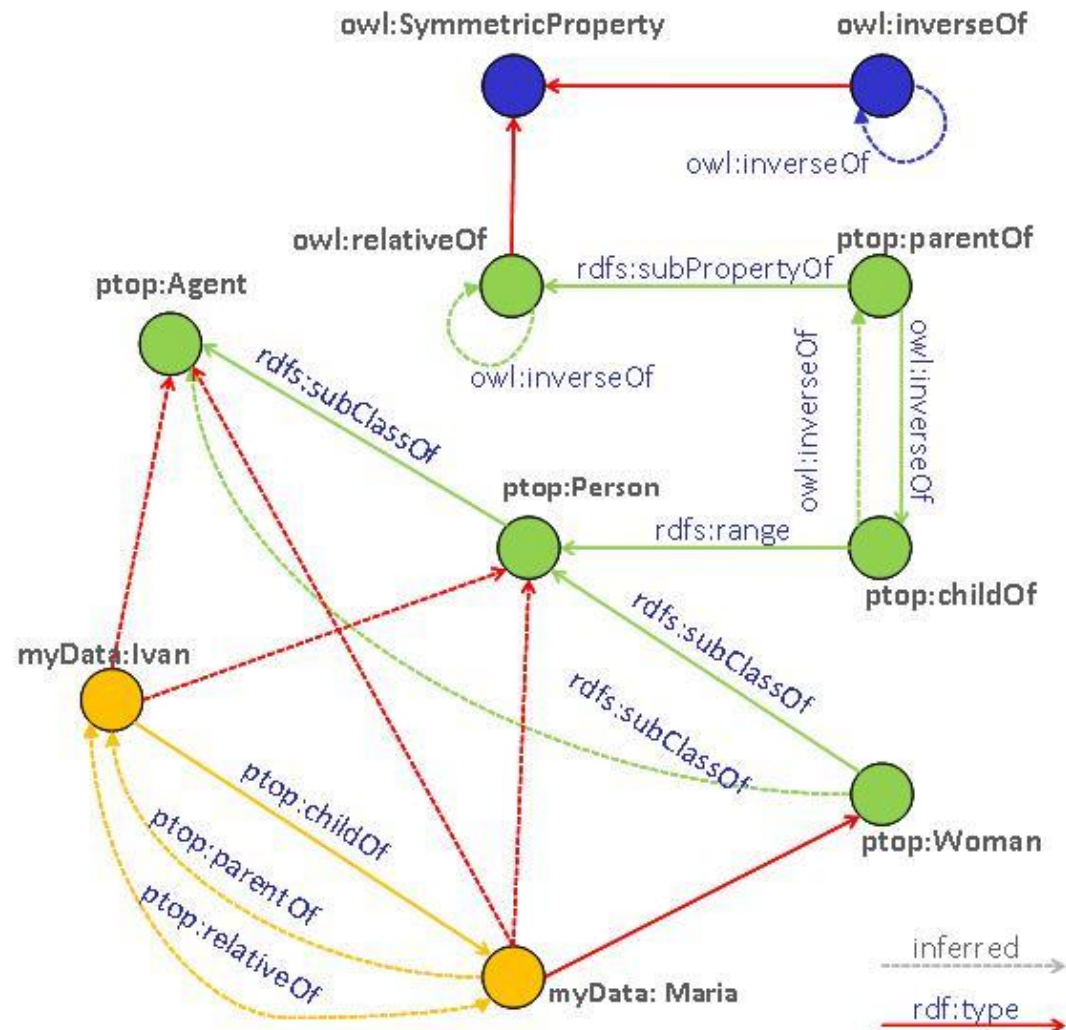 owl:SymmetricProperty
owl:inverseOf
owl:inverseOf
owl:relativeOf
ptop:parentOf
rdfs:subPropertyOf
ptop:Agent
owl:inverseOf
owl:inverseOf
owl:inverseOf
rdfs:subClassOf
ptop:Person
rdfs:range
ptop:childOf
rdfs:subClassOf
myData:Ivan
rdfs:subClassOf
ptop:childOf
ptop:parentOf
ptop:relativeOf
ptop:Woman
inferred
myData: Maria
rdf:type